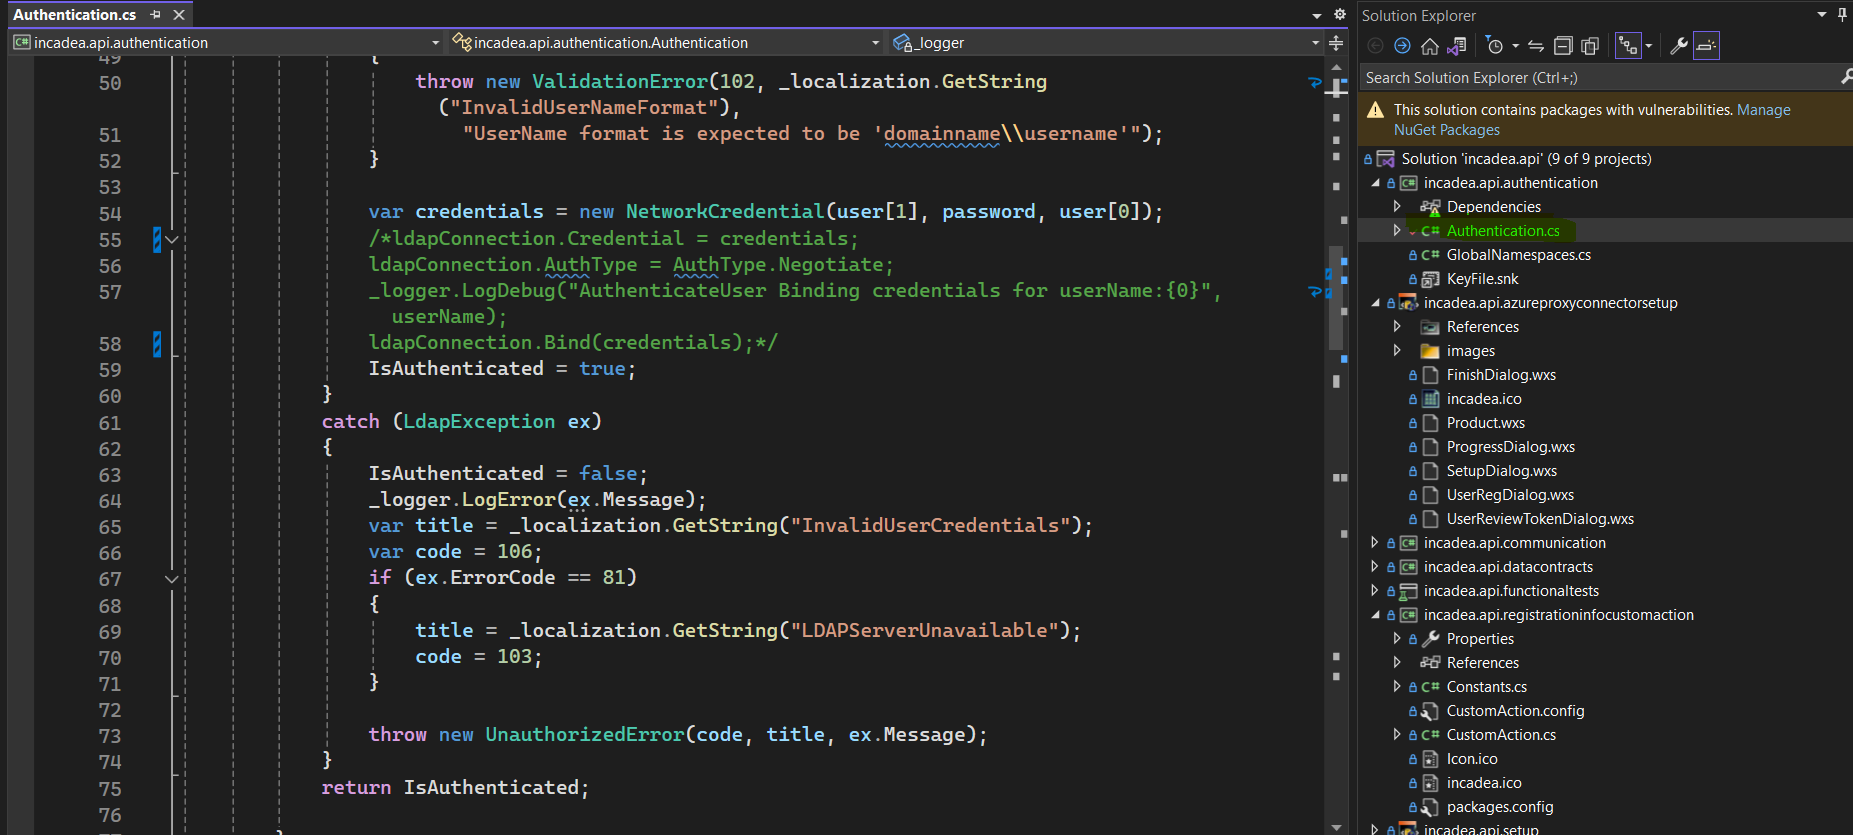 Authentication.cs
incadea.api.authentication
incadea.api.authentication.Authentication
_logger
49
{
50
throw new ValidationError(102, _localization.GetString
("InvalidUserNameFormat"),
51
"UserName format is expected to be 'domainname\\username'");
52
}
53
54
var credentials = new NetworkCredential(user[1], password, user[0]);
55
/*ldapConnection.Credential = credentials;
56
ldapConnection.AuthType = AuthType.Negotiate;
57
_logger.LogDebug("AuthenticateUser Binding credentials for userName:{0}",
userName);
58
ldapConnection.Bind(credentials);*/
59
IsAuthenticated = true;
60
}
61
catch (LdapException ex)
62
{
63
IsAuthenticated = false;
64
_logger.LogError(ex.Message);
65
var title = _localization.GetString("InvalidUserCredentials");
66
var code = 106;
67
if (ex.ErrorCode == 81)
68
{
69
title = _localization.GetString("LDAPServerUnavailable");
70
code = 103;
71
}
72
73
throw new UnauthorizedError(code, title, ex.Message);
74
}
75
return IsAuthenticated;
76
Solution Explorer
Search Solution Explorer (Ctrl+;)
This solution contains packages with vulnerabilities. Manage
NuGet Packages
Solution 'incadea.api' (9 of 9 projects)
incadea.api.authentication
Dependencies
C# Authentication.cs
C# GlobalNamespaces.cs
KeyFile.snk
incadea.api.azureproxyconnectorsetup
References
images
FinishDialog.wxs
incadea.ico
Product.wxs
ProgressDialog.wxs
SetupDialog.wxs
UserRegDialog.wxs
UserReviewTokenDialog.wxs
incadea.api.communication
incadea.api.datacontracts
incadea.api.functionaltests
incadea.api.registrationinfocustomaction
Properties
References
C# Constants.cs
CustomAction.config
C# CustomAction.cs
Icon.ico
incadea.ico
packages.config
incadea.api.setup